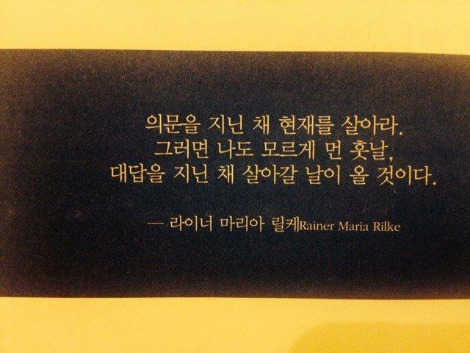 의문을 지닌 채 현재를 살아라.
그러면 나도 모르게 먼 훗날,
대답을 지닌 채 살아갈 날이 올 것이다.
— 라이너 마리아 릴케Rainer Maria Rilke